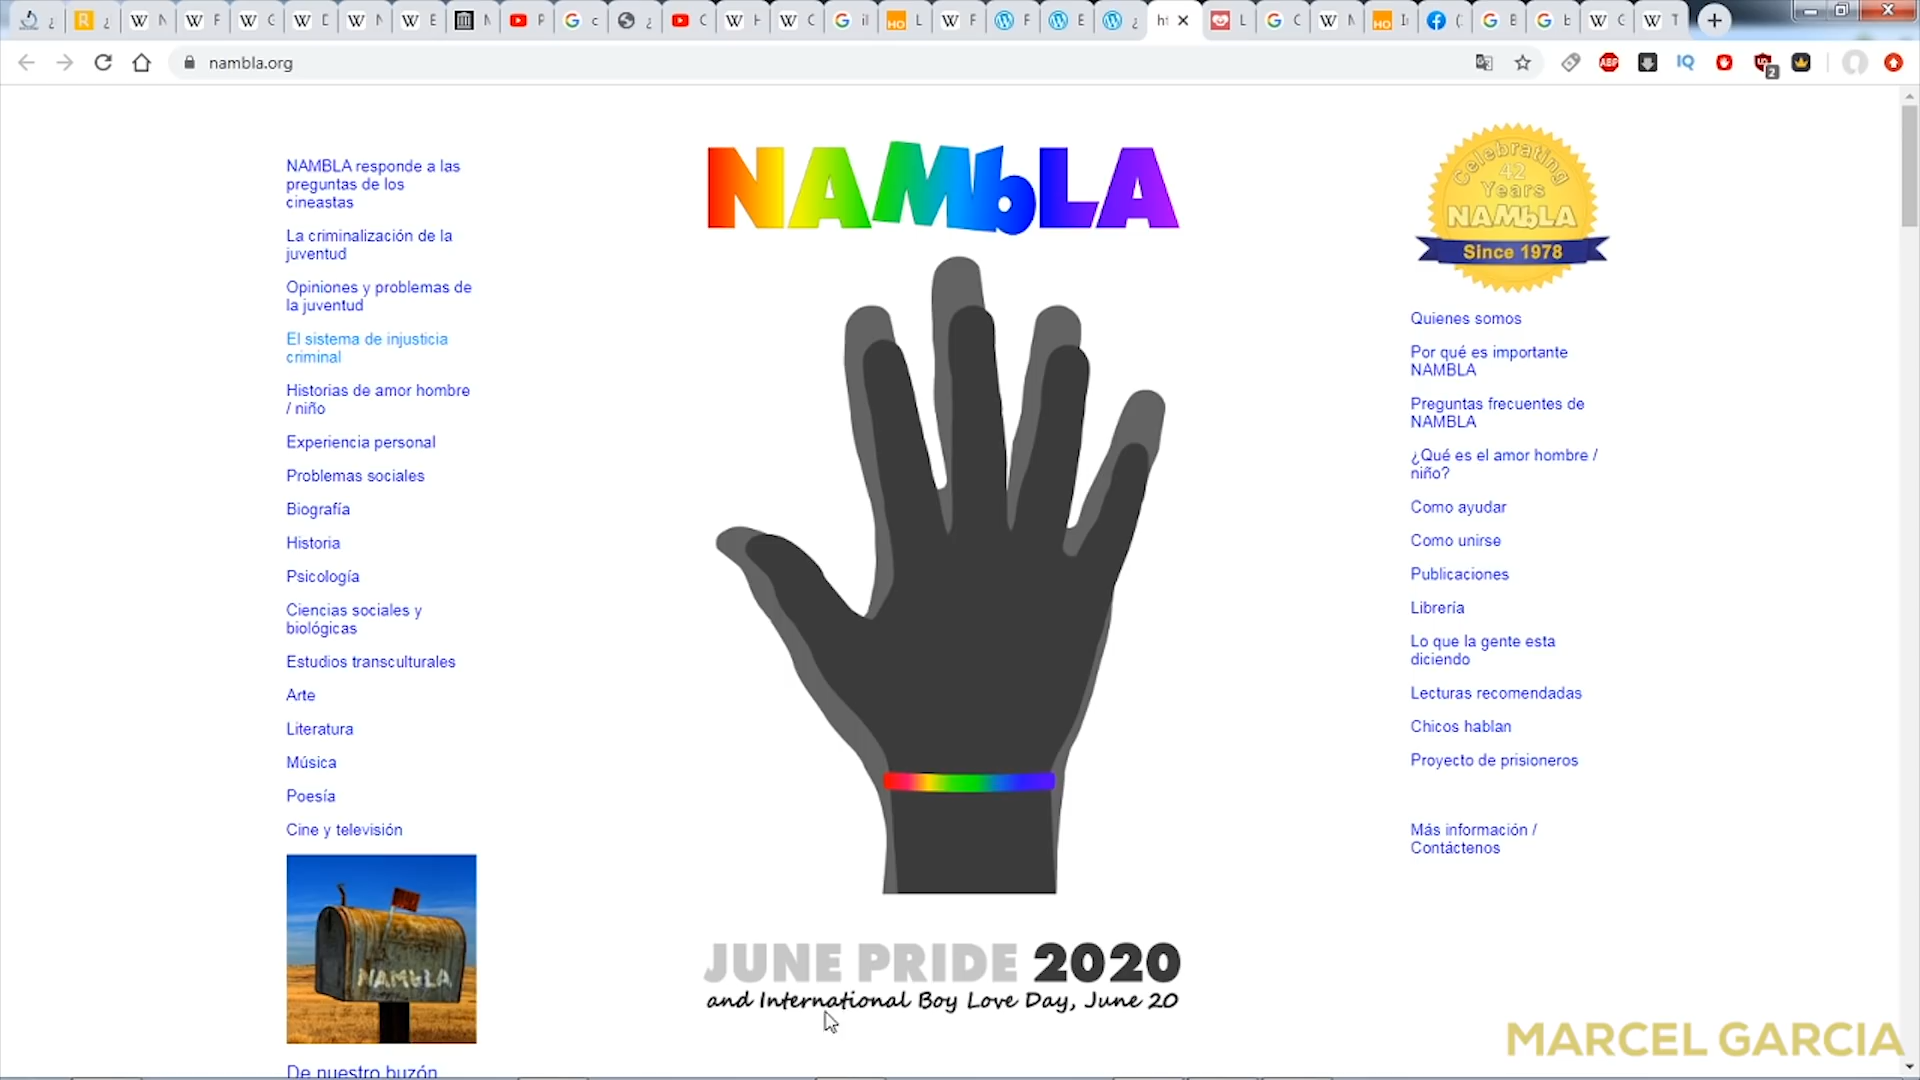 nambla.org
NAMBLA responde a las
preguntas de los
cineastas
La criminalización de la
juventud
Opiniones y problemas de
la juventud
El sistema de injusticia
criminal
Historias de amor hombre
/ niño
Experiencia personal
Problemas sociales
Biografía
Historia
Psicología
Ciencias sociales y
biológicas
Estudios transculturales
Arte
Literatura
Música
Poesía
Cine y televisión
NAMbLA
De nuestro buzón
NAMbLA
JUNE PRIDE 2020
and International Boy Love Day, June 20
Celebrating
42
Years
NAMbLA
Since 1978
Quienes somos
Por qué es importante
NAMBLA
Preguntas frecuentes de
NAMBLA
¿Qué es el amor hombre /
niño?
Como ayudar
Como unirse
Publicaciones
Librería
Lo que la gente esta
diciendo
Lecturas recomendadas
Chicos hablan
Proyecto de prisioneros
Más información /
Contáctenos
MARCEL GARCIA